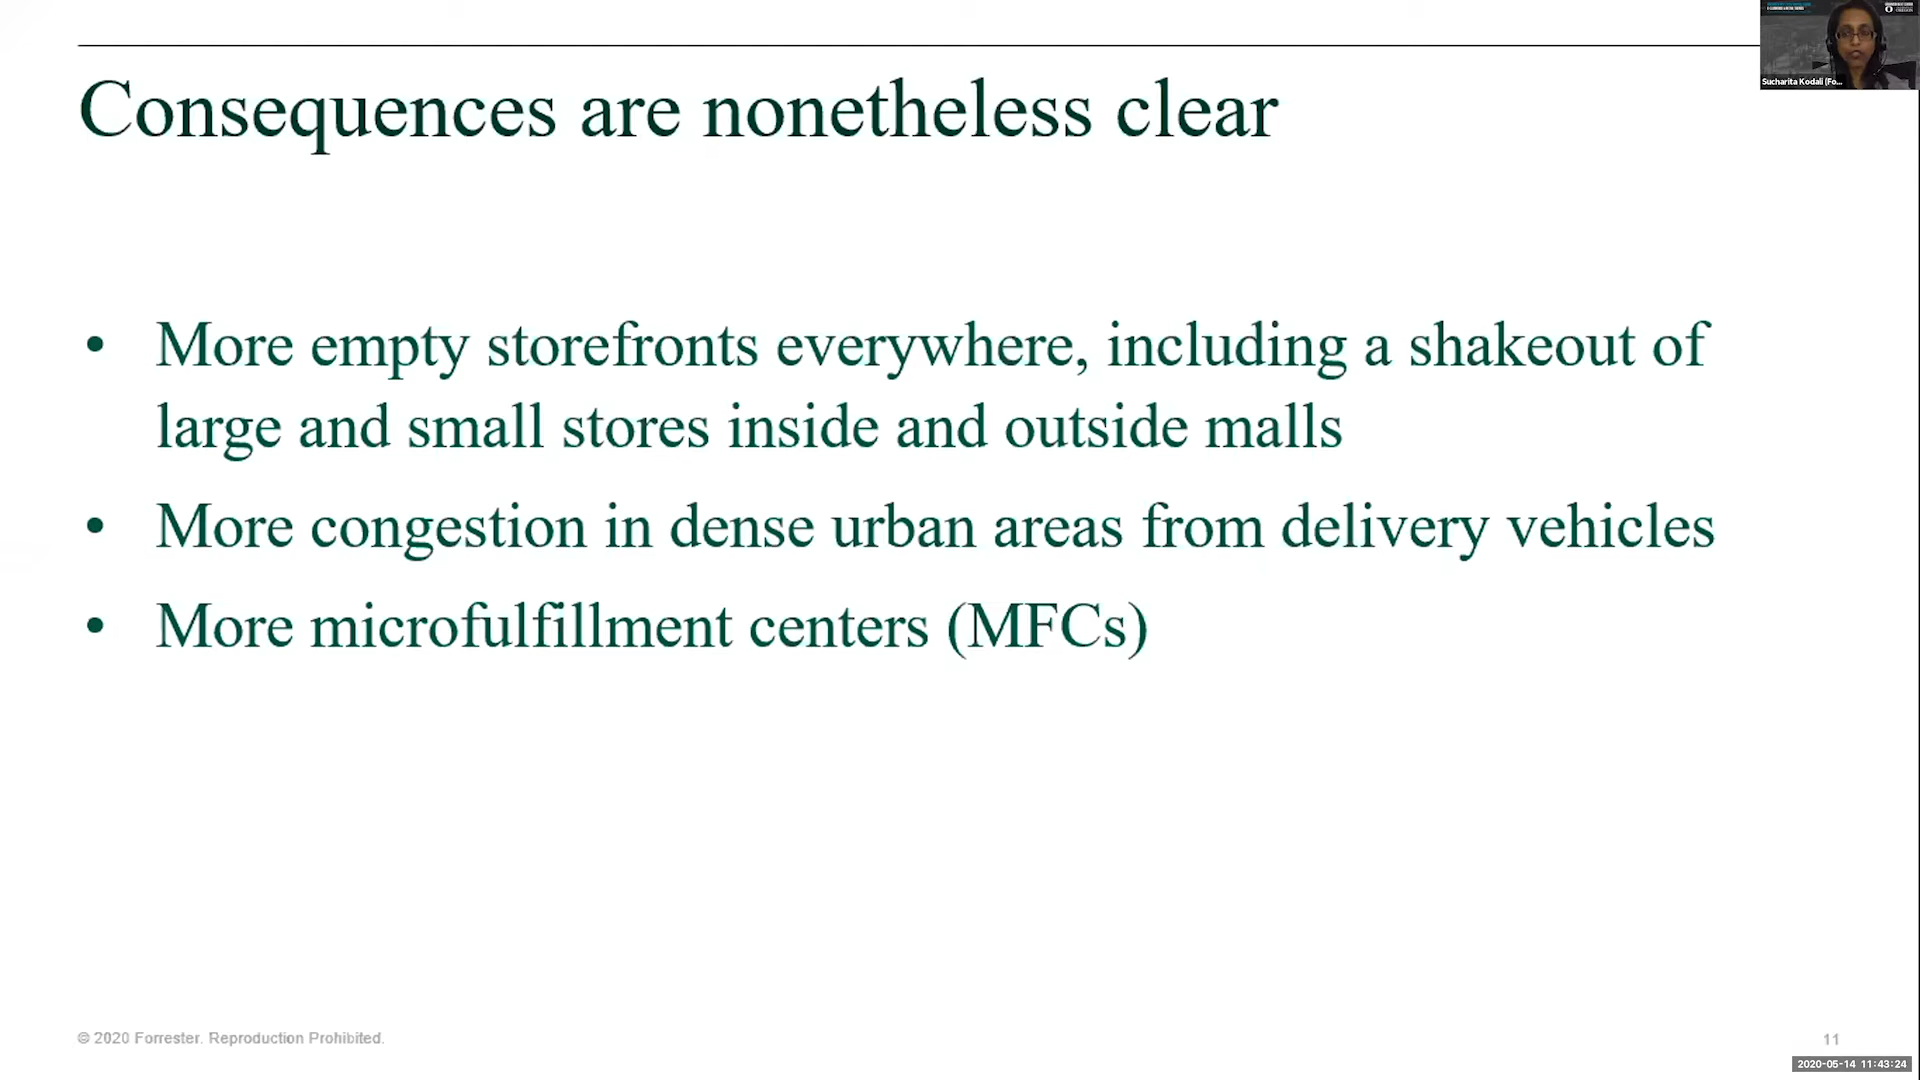 Sucharita Kodali (Fo...
Consequences are nonetheless clear
• More empty storefronts everywhere, including a shakeout of
large and small stores inside and outside malls
• More congestion in dense urban areas from delivery vehicles
• More microfulfillment centers (MFCs)
© 2020 Forrester. Reproduction Prohibited.
11
2020-05-14 11:43:24